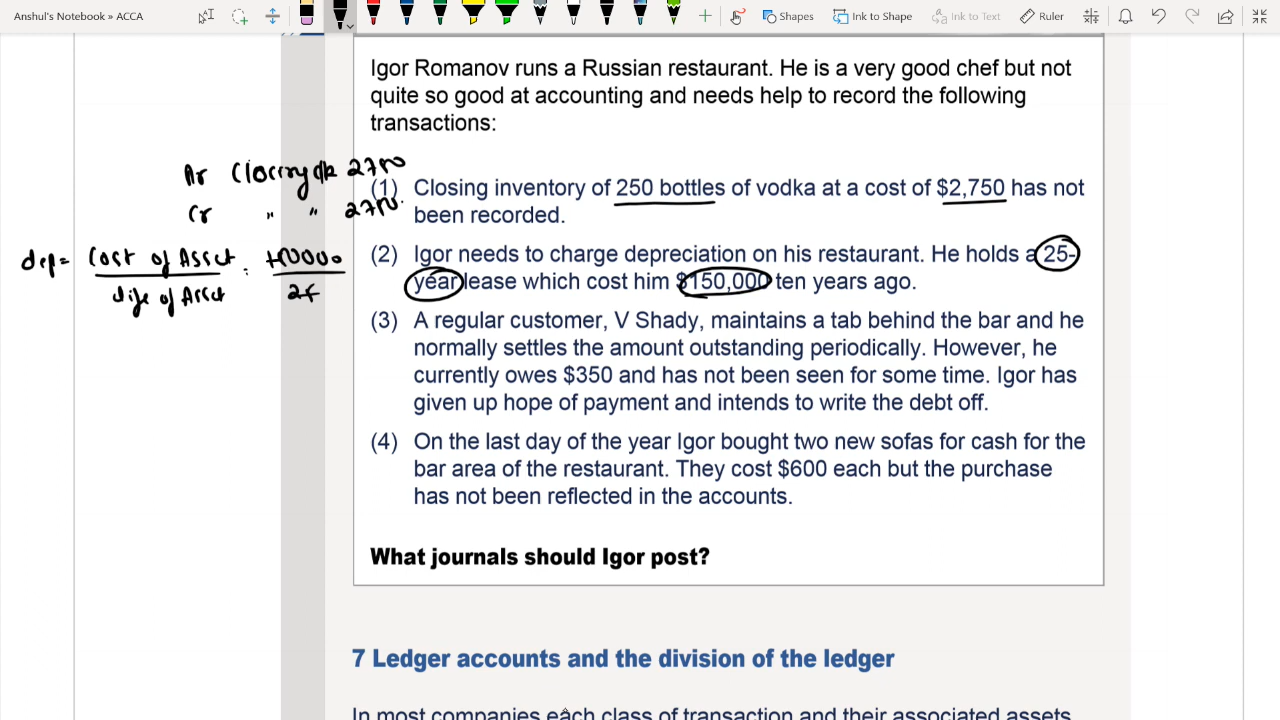 Anshul's Notebook » ACCA
Shapes
Ink to Shape
Ink to Text
Ruler
Igor Romanov runs a Russian restaurant. He is a very good chef but not
quite so good at accounting and needs help to record the following
transactions:
(1) Closing inventory of 250 bottles of vodka at a cost of $2,750 has not
been recorded.
(2) Igor needs to charge depreciation on his restaurant. He holds a 25-
year lease which cost him $150,000 ten years ago.
(3) A regular customer, V Shady, maintains a tab behind the bar and he
normally settles the amount outstanding periodically. However, he
currently owes $350 and has not been seen for some time. Igor has
given up hope of payment and intends to write the debt off.
(4) On the last day of the year Igor bought two new sofas for cash for the
bar area of the restaurant. They cost $600 each but the purchase
has not been reflected in the accounts.
What journals should Igor post?
2750
Cr " " 2750
dep = Cost of Asset
life of Asset
25
7 Ledger accounts and the division of the ledger
In most companies each class of transaction and their associated assets